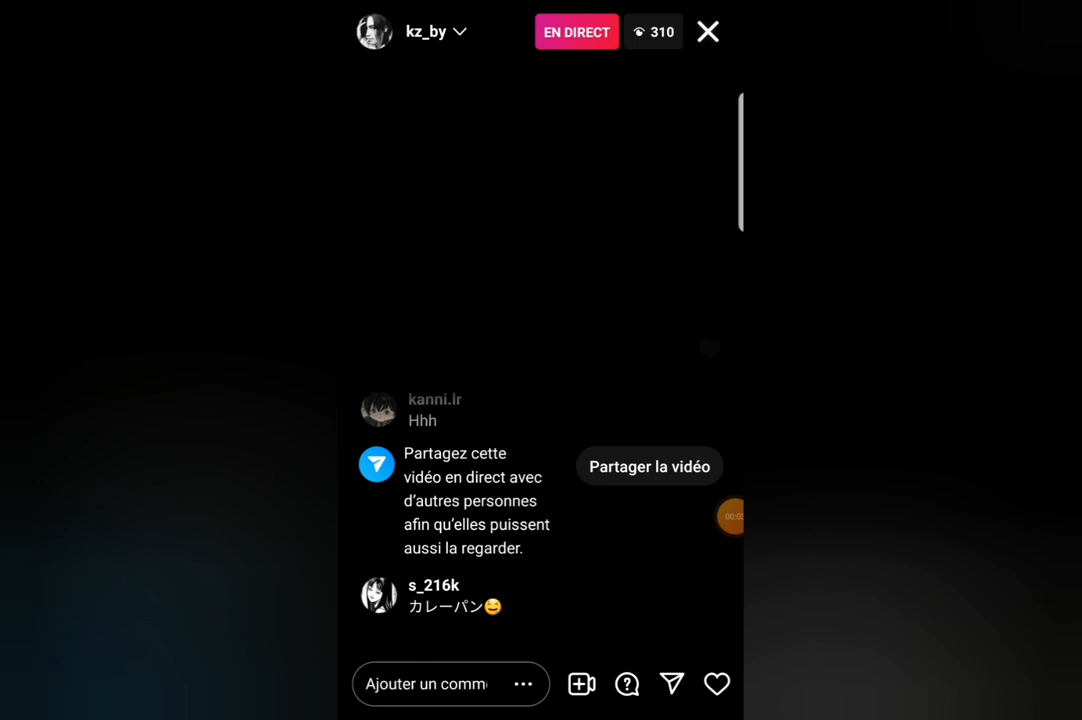 kz_by
EN DIRECT
310
kanni.lr
Hhh
Partagez cette
vidéo en direct avec
d'autres personnes
afin qu'elles puissent
aussi la regarder.
Partager la vidéo
s_216k
カレーパン😄
Ajouter un comm